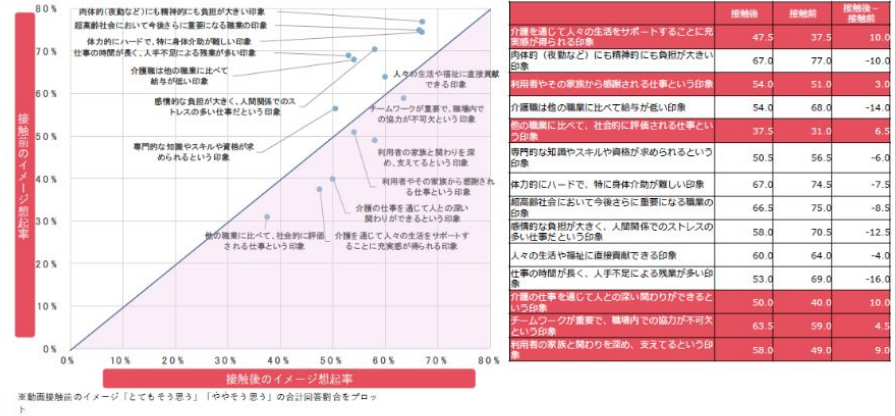 80%
70%
60%
50%
40%
30%
20%
10%
0%
0%
10%
20%
30%
40%
50%
60%
70%
80%
接触前のイメージ想起率
接触後のイメージ想起率
肉体的(夜勤など)にも精神的にも負担が大きい印象
超高齢社会において今後さらに重要になる職業の印象
体力的にハードで、特に身体介助が難しい印象
仕事の時間が長く、人手不足による残業が多い印象
介護職は他の職業に比べて
給与が低い印象
人々の生活や福祉に直接貢献
できる印象
感情的な負担が大きく、人間関係でのス
トレスの多い仕事だという印象
チームワークが重要で、職場内で
の協力が不可欠という印象
専門的な知識やスキルや資格が求
められるという印象
利用者の家族と関わりを深
め、支えてるという印象
利用者やその家族から感謝され
る仕事という印象
介護の仕事を通じて人との深い
関わりができるという印象
他の職業に比べて、社会的に評価
される仕事という印象
介護を通じて人々の生活をサポートす
ることに充実感が得られる印象
※動画接触前のイメージ「とてもそう思う」「ややそう思う」の合計回答割合をプロッ
ト
接触後 接触前 接触後−
接触前
介護を通じて人々の生活をサポートすることに充
実感が得られる印象 47.5 37.5 10.0
肉体的(夜勤など)にも精神的にも負担が大きい
印象 67.0 77.0 -10.0
利用者やその家族から感謝される仕事という印象 54.0 51.0 3.0
介護職は他の職業に比べて給与が低い印象 54.0 68.0 -14.0
他の職業に比べて、社会的に評価される仕事とい
う印象 37.5 31.0 6.5
専門的な知識やスキルや資格が求められるという
印象 50.5 56.5 -6.0
体力的にハードで、特に身体介助が難しい印象 67.0 74.5 -7.5
超高齢社会において今後さらに重要になる職業の
印象 66.5 75.0 -8.5
感情的な負担が大きく、人間関係でのストレスの
多い仕事だという印象 58.0 70.5 -12.5
人々の生活や福祉に直接貢献できる印象 60.0 64.0 -4.0
仕事の時間が長く、人手不足による残業が多い印
象 53.0 69.0 -16.0
介護の仕事を通じて人との深い関わりができると
いう印象 50.0 40.0 10.0
チームワークが重要で、職場内での協力が不可欠
という印象 63.5 59.0 4.5
利用者の家族と関わりを深め、支えてるという印
象 58.0 49.0 9.0